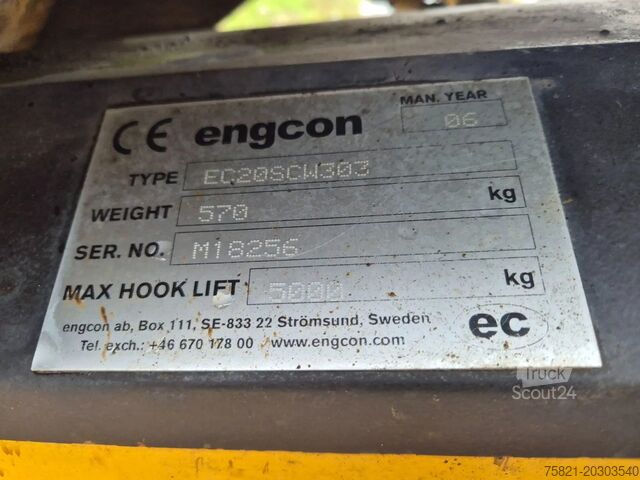 CE engcon
MAN. YEAR
06
TYPE EC20SCW303
WEIGHT 570 kg
SER. NO. M18256
MAX HOOK LIFT 5000 kg
engcon ab, Box 111, SE-833 22 Strömsund, Sweden
Tel. exch.: +46 670 178 00 www.engcon.com
ec
Truck
Scout24
75821-20303540